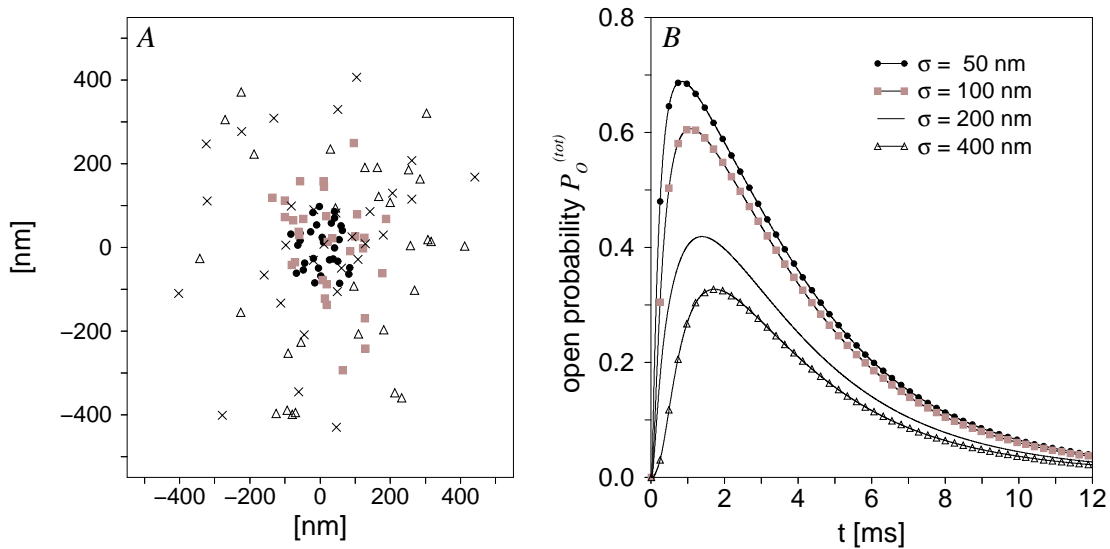 A
[nm]
400
200
0
−200
−400
−400 −200 0 200 400
[nm]
B
open probability P_O^(tot)
0.8
0.6
0.4
0.2
0.0
σ = 50 nm
σ = 100 nm
σ = 200 nm
σ = 400 nm
0 2 4 6 8 10 12
t [ms]